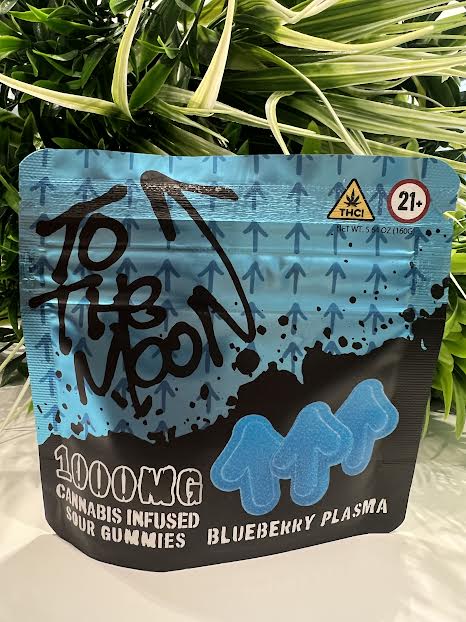 TO
THE
MOON
THC!
21+
NET WT. 5.64 OZ (160G)
1000MG
CANNABIS INFUSED
SOUR GUMMIES
BLUEBERRY PLASMA